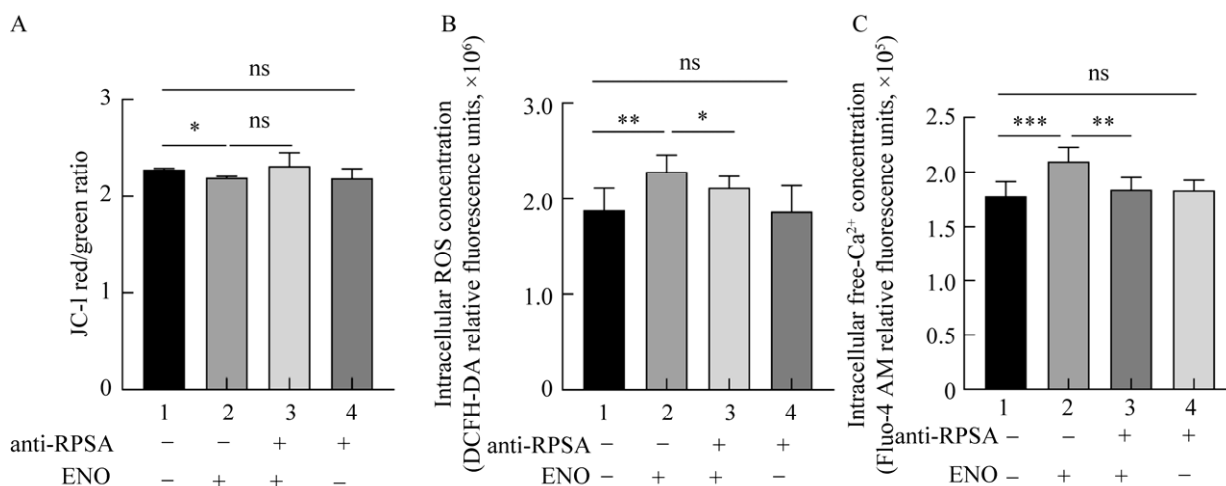 A
JC-l red/green ratio
3
2
2
0
ns
*
ns
1 2 3 4
anti-RPSA – – + +
ENO – + + –
B
Intracellular ROS concentration
(DCFH-DA relative fluorescence units, ×10⁶)
3.0
2.0
1.0
0
ns
** *
1 2 3 4
anti-RPSA – – + +
ENO – + + –
C
Intracellular free-Ca²⁺ concentration
(Fluo-4 AM relative fluorescence units, ×10⁵)
2.5
2.0
1.5
1.0
0.5
0
ns
*** **
1 2 3 4
anti-RPSA – – + +
ENO – + + –